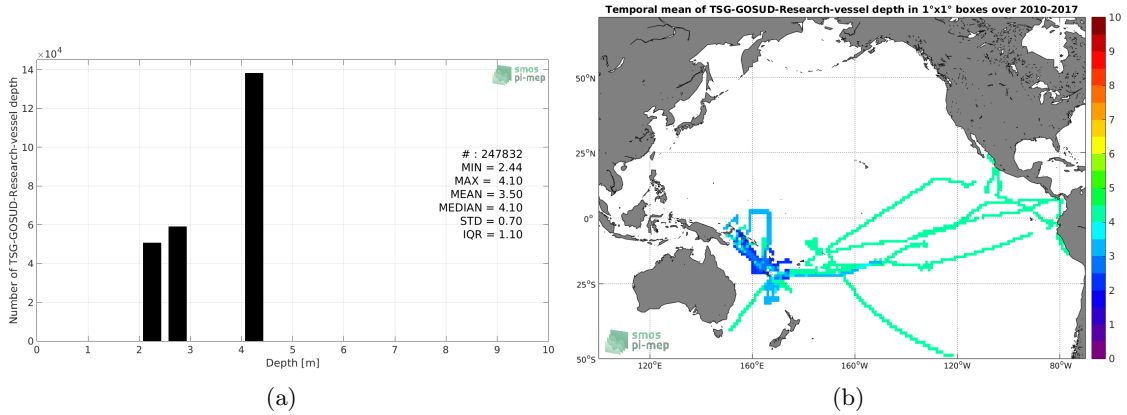 ×10⁴
14
12
10
8
6
4
2
0
Number of TSG-GOSUD-Research-vessel depth
smos
pi-mep
# : 247832
MIN = 2.44
MAX = 4.10
MEAN = 3.50
MEDIAN = 4.10
STD = 0.70
IQR = 1.10
0 1 2 3 4 5 6 7 8 9 10
Depth [m]
(a)
Temporal mean of TSG-GOSUD-Research-vessel depth in 1°x1° boxes over 2010-2017
50°N
25°N
0°
25°S
50°S
smos
pi-mep
120°E 160°E 160°W 120°W 80°W
10
9
8
7
6
5
4
3
2
1
0
(b)